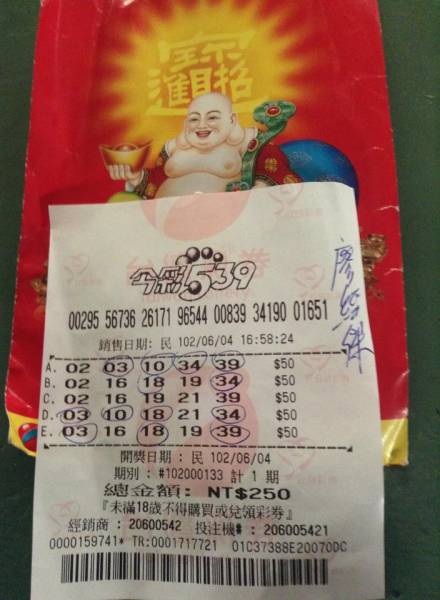 招財進寶
今彩539
00295 56736 26171 96544 00839 34190 01651
銷售日期: 民 102/06/04 16:58:24
A. 02 03 10 34 39 $50
B. 02 16 18 19 34 $50
C. 02 16 19 21 39 $50
D. 03 10 18 21 34 $50
E. 03 16 18 19 39 $50
開獎日期 : 民 102/06/04
期別 : #102000133 計 1 期
總金額: NT$250
『未滿18歲不得購買或兌領彩券』
經銷商 : 20600542 投注機# : 206005421
0000159741* TR:0001717721 01C37388E20070DC